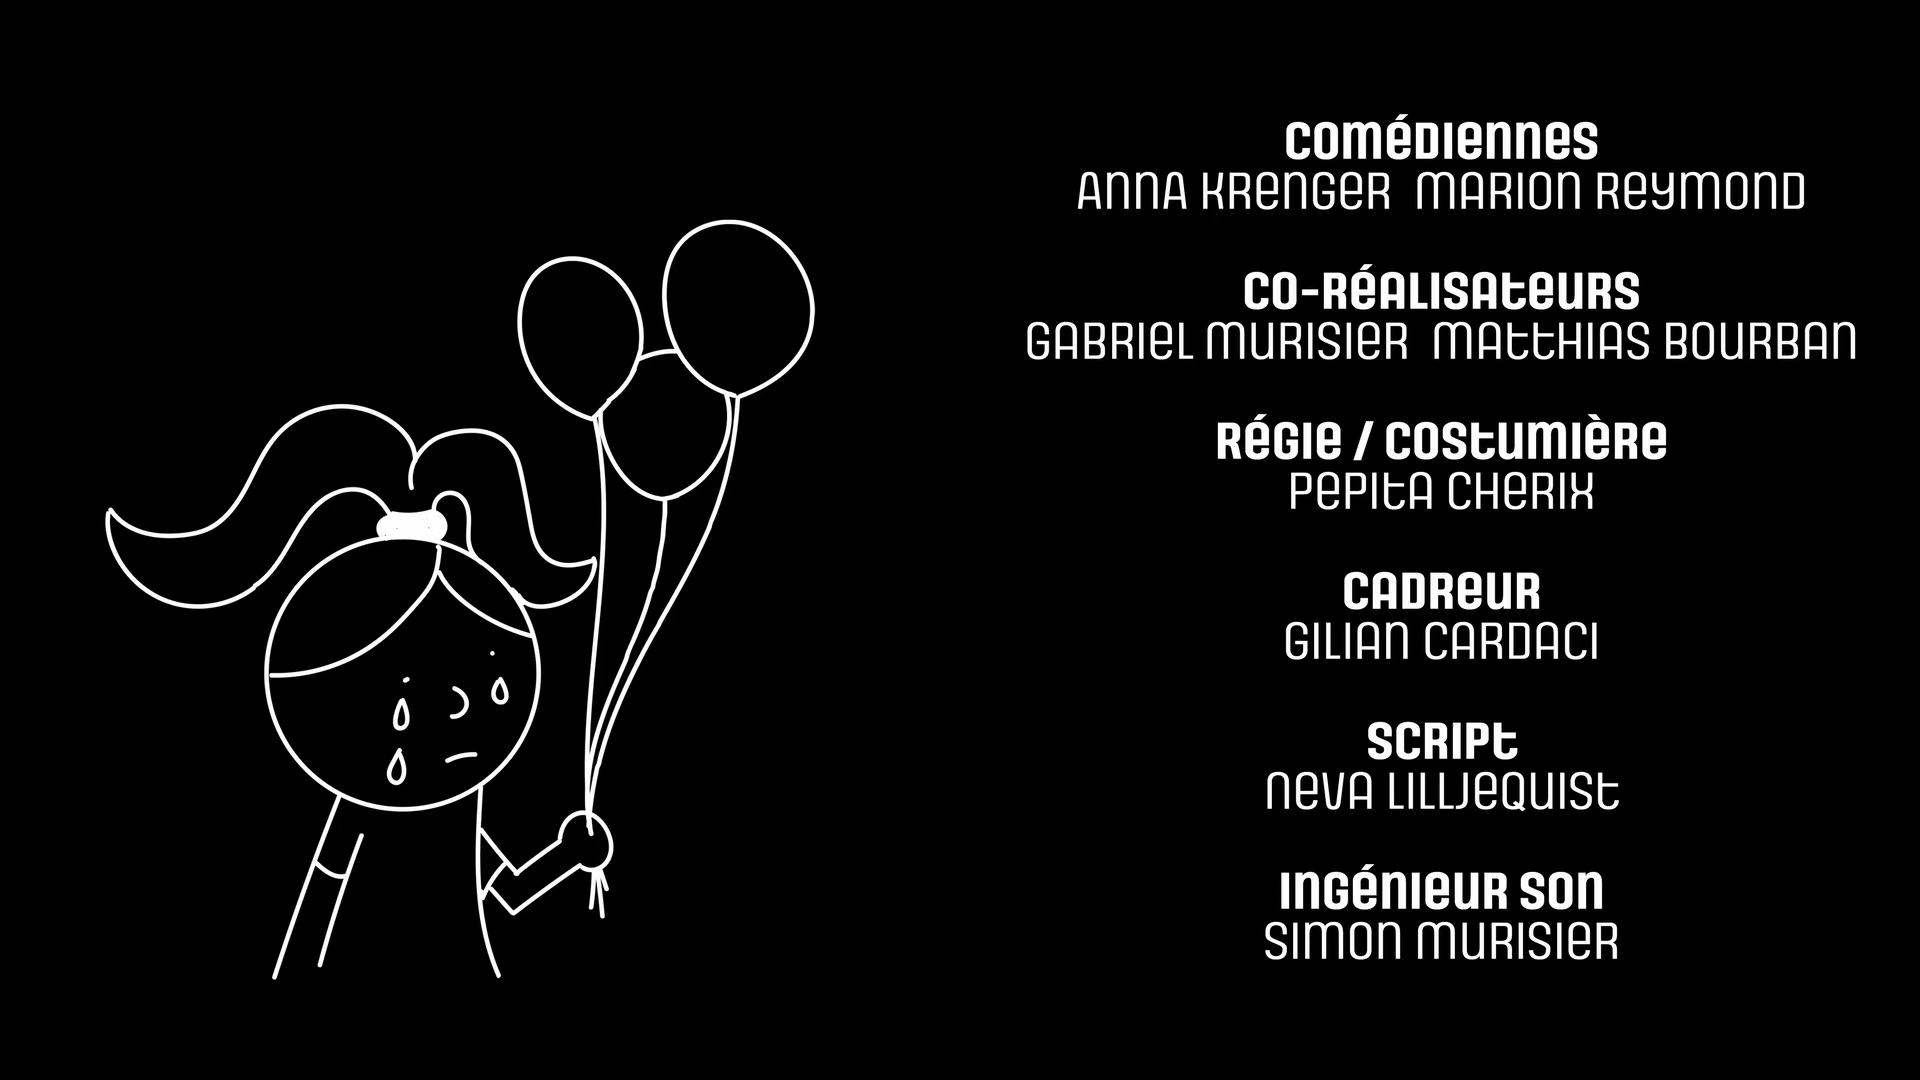 COMÉDIENNES
ANNA KRENGER MARION REYMOND
CO-RÉALISATEURS
GABRIEL MURISIER MATTHIAS BOURBAN
RÉGIE / COSTUMIÈRE
PEPITA CHERIX
CADREUR
GILIAN CARDACI
SCRIPT
NEVA LILLJEQUIST
INGÉNIEUR SON
SIMON MURISIER